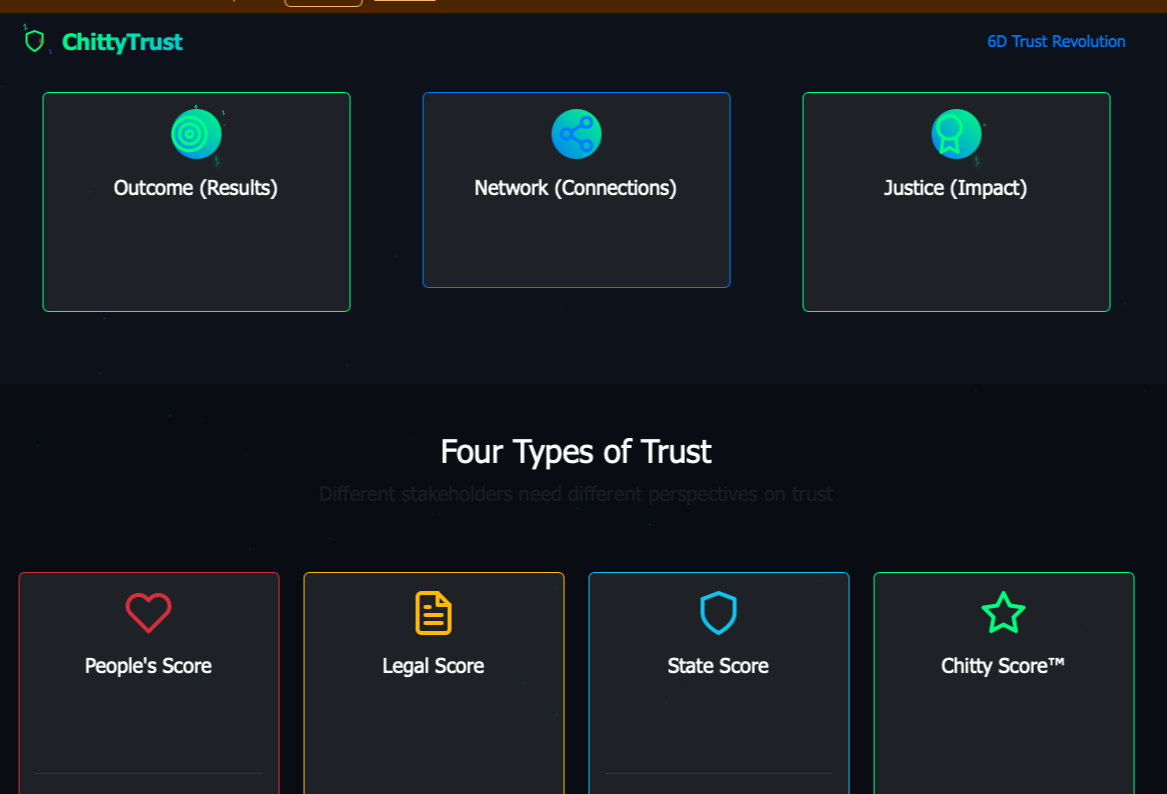 ChittyTrust
6D Trust Revolution
Outcome (Results)
Network (Connections)
Justice (Impact)
Four Types of Trust
Different stakeholders need different perspectives on trust
People's Score
Legal Score
State Score
Chitty Score™